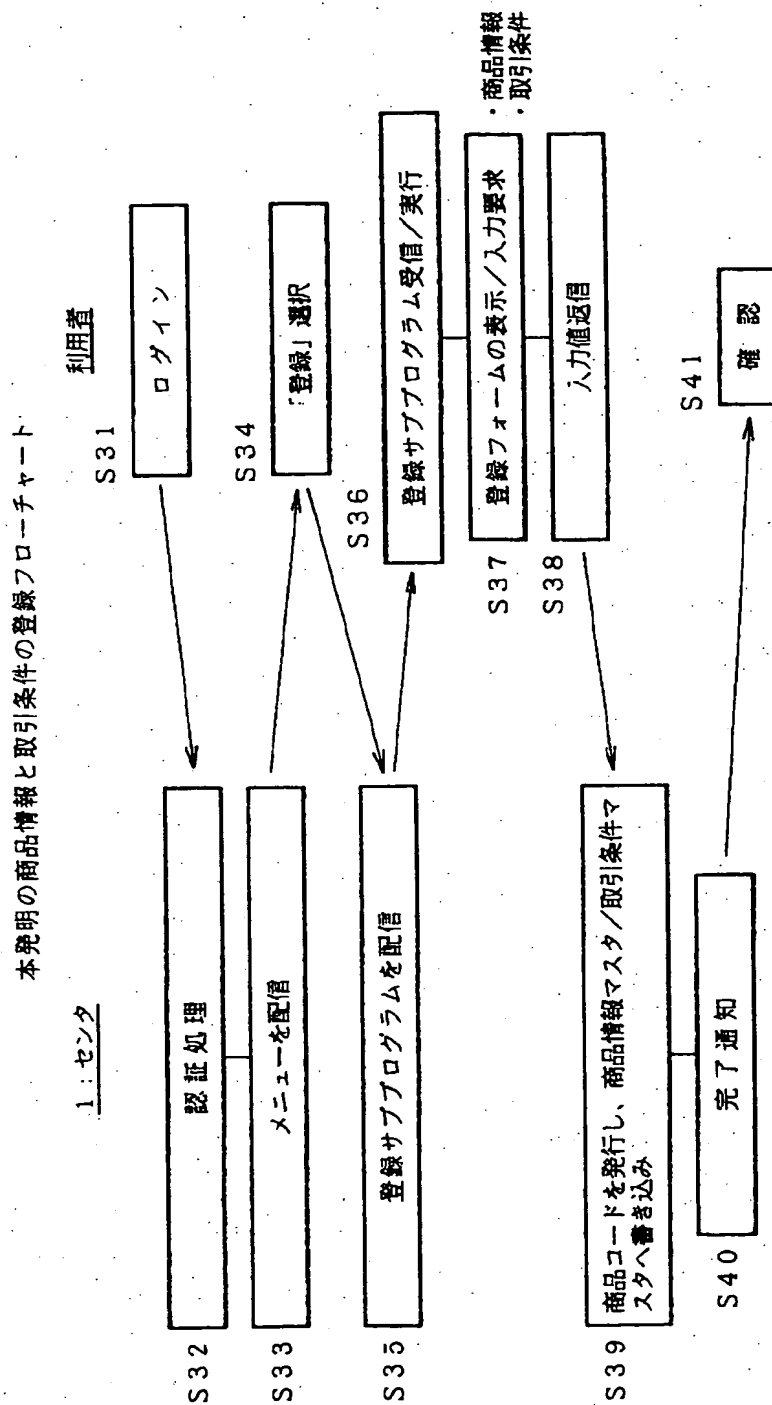 本発明の商品情報と取引条件の登録フローチャート
1：センタ
利用者
S31
ログイン
S32
認証処理
S33
メニューを配信
S34
「登録」選択
S35
登録サブプログラムを配信
S36
登録サブプログラム受信／実行
S37
登録フォームの表示／入力要求
・商品情報
・取引条件
S38
入力値返信
S39
商品コードを発行し、商品情報マスタ／取引条件マ
スタへ書き込み
S40
完了通知
S41
確認